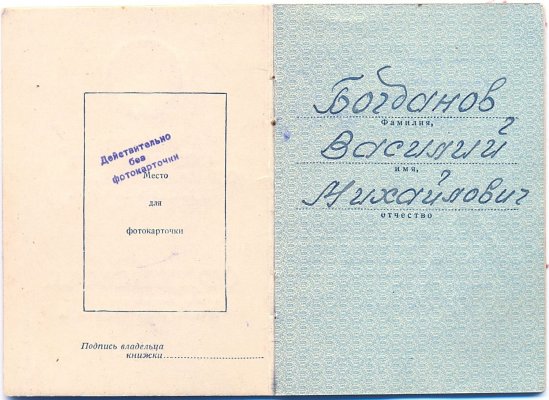 Действительно
без
фотокарточки
Место
для
фотокарточки
Подпись владельца
книжки
Богданов
Фамилия,
Василий
имя,
Михайлович
отчество